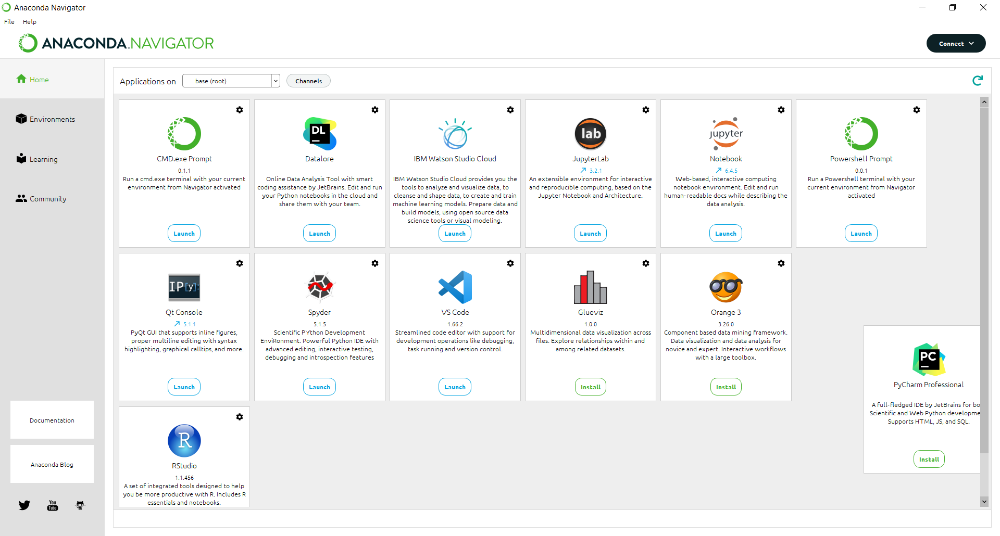 Anaconda Navigator
File Help
ANACONDA.NAVIGATOR
Connect
Home
Environments
Learning
Community
Documentation
Anaconda Blog
You
Tube
Applications on base (root) Channels
CMD.exe Prompt
0.1.1
Run a cmd.exe terminal with your current
environment from Navigator activated
Launch
DL
Datalore
Online Data Analysis Tool with smart
coding assistance by JetBrains. Edit and run
your Python notebooks in the cloud and
share them with your team.
Launch
IBM Watson Studio Cloud
IBM Watson Studio Cloud provides you the
tools to analyze and visualize data, to
cleanse and shape data, to create and train
machine learning models. Prepare data and
build models, using open source data
science tools or visual modeling.
Launch
lab
JupyterLab
3.2.1
An extensible environment for interactive
and reproducible computing, based on the
Jupyter Notebook and Architecture.
Launch
jupyter
Notebook
6.4.5
Web-based, interactive computing
notebook environment. Edit and run
human-readable docs while describing the
data analysis.
Launch
Powershell Prompt
0.0.1
Run a Powershell terminal with your
current environment from Navigator
activated
Launch
IP[y]:
Qt Console
5.1.1
PyQt GUI that supports inline figures,
proper multiline editing with syntax
highlighting, graphical calltips, and more.
Launch
Spyder
5.1.5
Scientific PYthon Development
EnviRonment. Powerful Python IDE with
advanced editing, interactive testing,
debugging and introspection features
Launch
VS Code
1.66.2
Streamlined code editor with support for
development operations like debugging,
task running and version control.
Launch
Glueviz
1.0.0
Multidimensional data visualization across
files. Explore relationships within and
among related datasets.
Install
Orange 3
3.26.0
Component based data mining framework.
Data visualization and data analysis for
novice and expert. Interactive workflows
with a large toolbox.
Install
PC
PyCharm Professional
A full-fledged IDE by JetBrains for bo
Scientific and Web Python developme
Supports HTML, JS, and SQL.
Install
R
RStudio
1.1.456
A set of integrated tools designed to help
you be more productive with R. Includes R
essentials and notebooks.